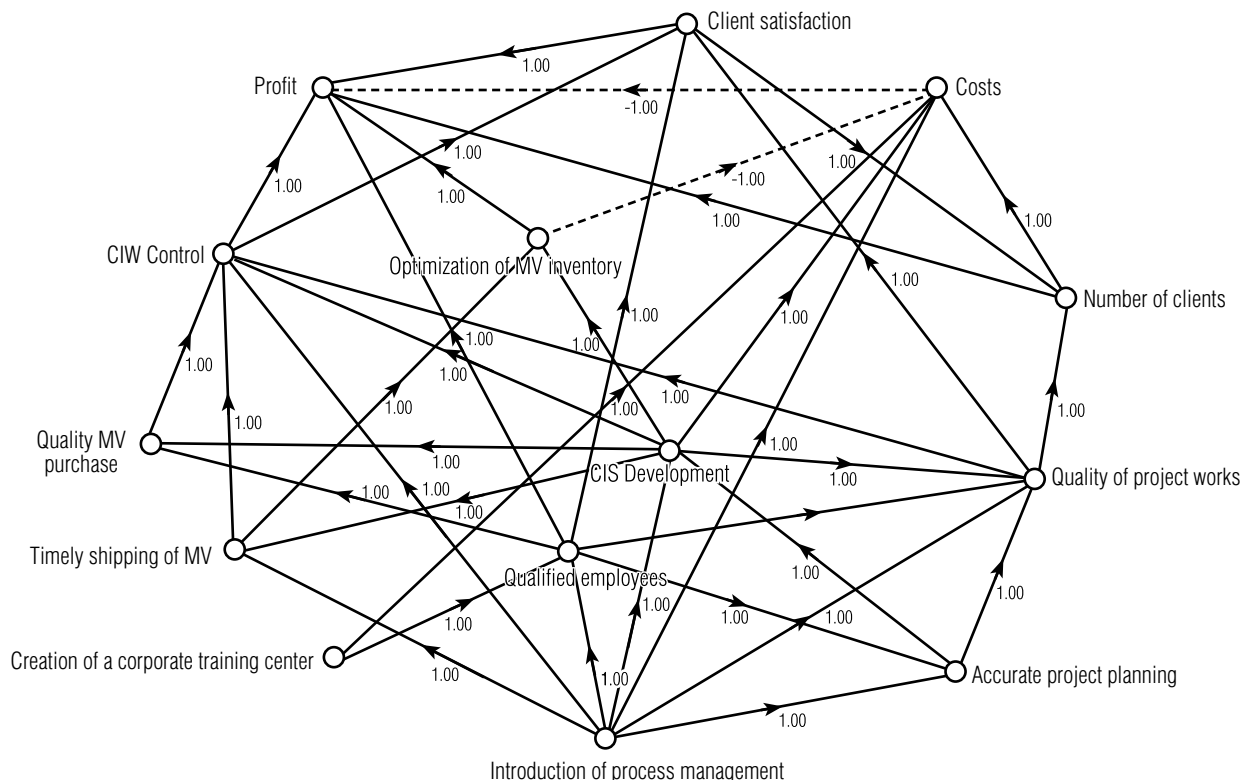 Client satisfaction
Profit
1.00
Costs
-1.00
1.00
1.00
-1.00
1.00
1.00
1.00
1.00
CIW Control
Optimization of MV inventory
1.00
Number of clients
1.00
1.00
1.00
1.00
1.00
1.00
1.00
1.00
1.00
1.00
1.00
Quality MV
purchase
1.00
1.00
CIS Development
1.00
Quality of project works
1.00
1.00
1.00
Timely shipping of MV
Qualified employees
1.00
1.00
1.00
1.00
1.00
1.00
Creation of a corporate training center
1.00
1.00
Accurate project planning
1.00
Introduction of process management